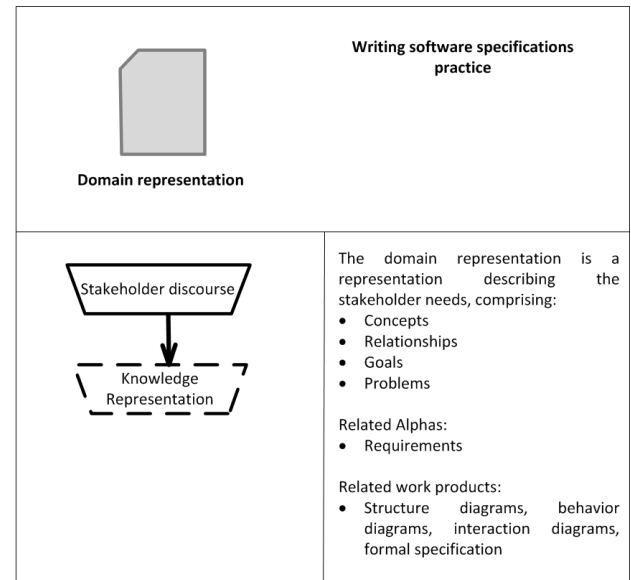 Writing software specifications
practice
Domain representation
Stakeholder discourse
Knowledge
Representation
The domain representation is a
representation describing the
stakeholder needs, comprising:
• Concepts
• Relationships
• Goals
• Problems
Related Alphas:
• Requirements
Related work products:
• Structure diagrams, behavior
diagrams, interaction diagrams,
formal specification